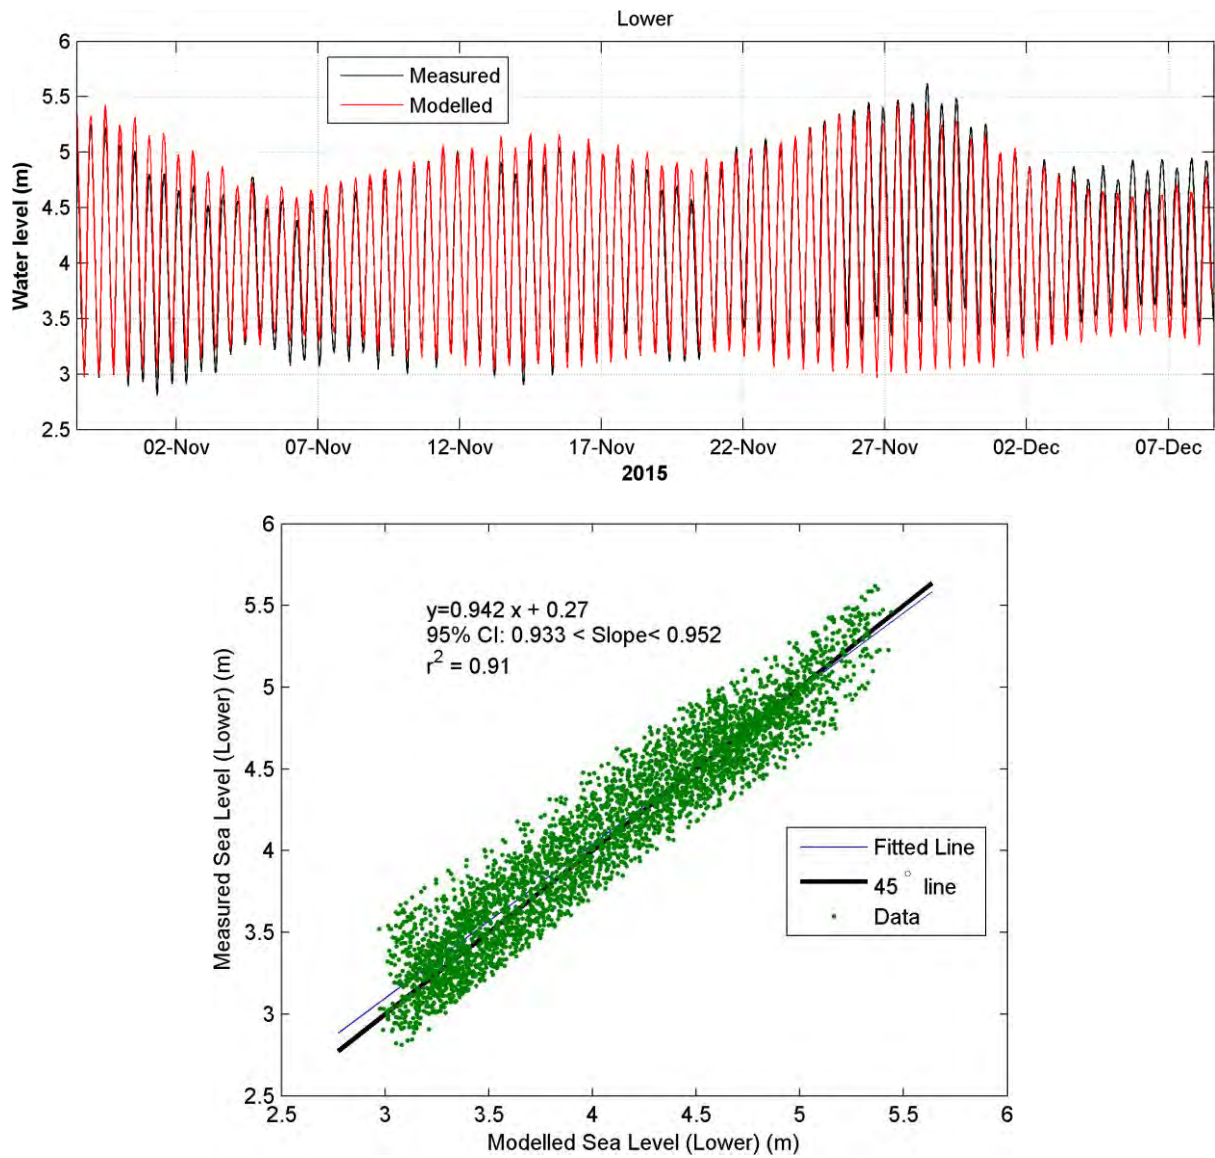 Lower
6
5.5
5
4.5
4
3.5
3
2.5
Water level (m)
Measured
Modelled
02-Nov 07-Nov 12-Nov 17-Nov 22-Nov 27-Nov 02-Dec 07-Dec
2015
6
5.5
5
4.5
4
3.5
3
2.5
Measured Sea Level (Lower) (m)
y=0.942 x + 0.27
95% CI: 0.933 < Slope< 0.952
r² = 0.91
Fitted Line
45° line
Data
2.5 3 3.5 4 4.5 5 5.5 6
Modelled Sea Level (Lower) (m)